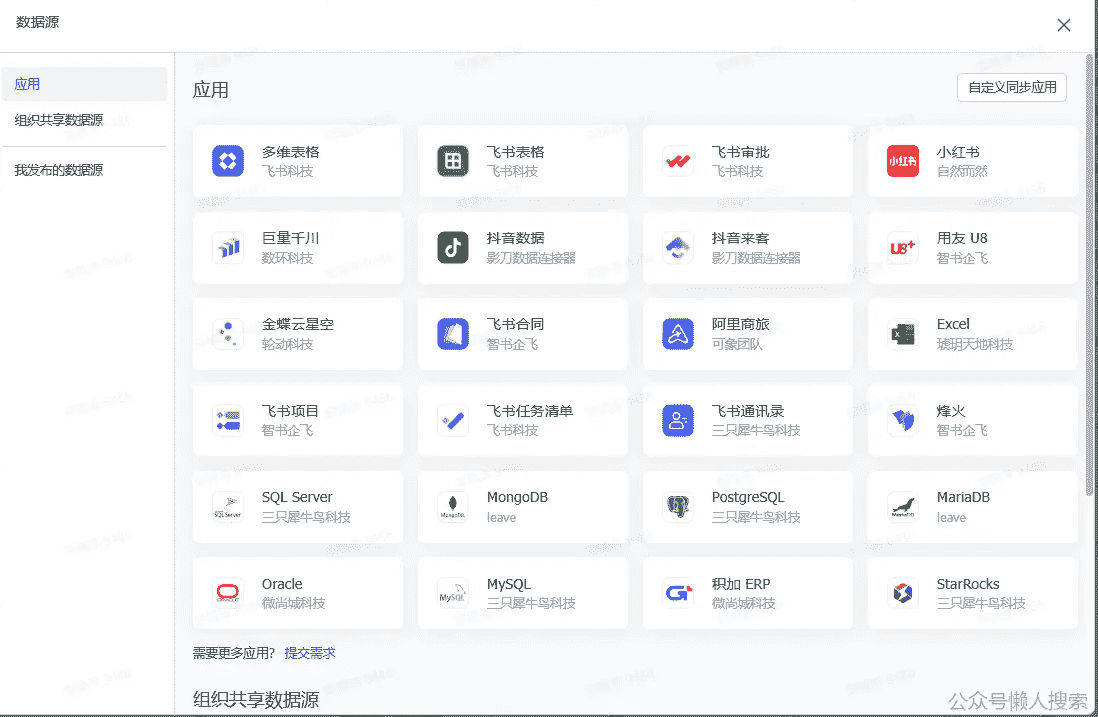 数据源
应用
组织共享数据源
我发布的数据源
应用
自定义同步应用
多维表格
飞书科技
飞书表格
飞书科技
飞书审批
飞书科技
小红书
小红书
自然而然
巨量千川
数环科技
抖音数据
影刀数据连接器
抖音来客
影刀数据连接器
U8+
用友 U8
智书企飞
金蝶云星空
轮动科技
飞书合同
智书企飞
阿里商旅
可象团队
Excel
琥玥天地科技
飞书项目
智书企飞
飞书任务清单
飞书科技
飞书通讯录
三只犀牛鸟科技
烽火
智书企飞
SQL Server
SQL Server
三只犀牛鸟科技
MongoDB
MongoDB
leave
PostgreSQL
三只犀牛鸟科技
MariaDB
MariaDB
leave
ORACLE
Oracle
微尚城科技
MySQL
MySQL
三只犀牛鸟科技
积加 ERP
微尚城科技
StarRocks
三只犀牛鸟科技
需要更多应用? 提交需求
组织共享数据源
公众号懒人搜索